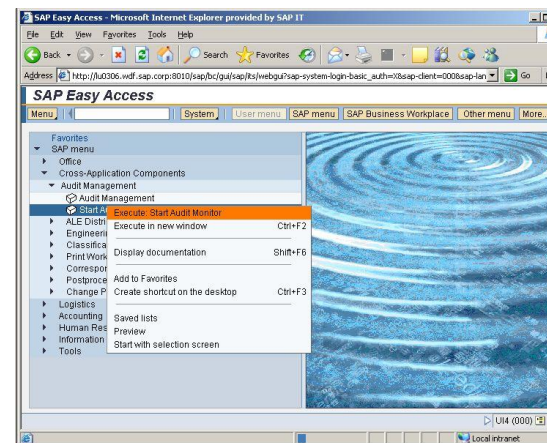 SAP Easy Access - Microsoft Internet Explorer provided by SAP IT
File Edit View Favorites Tools Help
Back Search Favorites
Address http://lu0306.wdf.sap.corp:8010/sap/bc/gui/sap/its/webgui?sap-system-login-basic_auth=X&sap-client=000&sap-lan Go
SAP Easy Access
Menu System User menu SAP menu SAP Business Workplace Other menu More..
Favorites
SAP menu
Office
Cross-Application Components
Audit Management
Audit Management
Start A
Execute: Start Audit Monitor
ALE Distri
Execute in new window Ctrl+F2
Engineeri
Classifica
Display documentation Shift+F6
Print Work
Correspor
Postproce
Add to Favorites
Change P
Create shortcut on the desktop Ctrl+F3
Logistics
Accounting
Saved lists
Human Res
Preview
Information
Start with selection screen
Tools
UI4 (000)
Local intranet